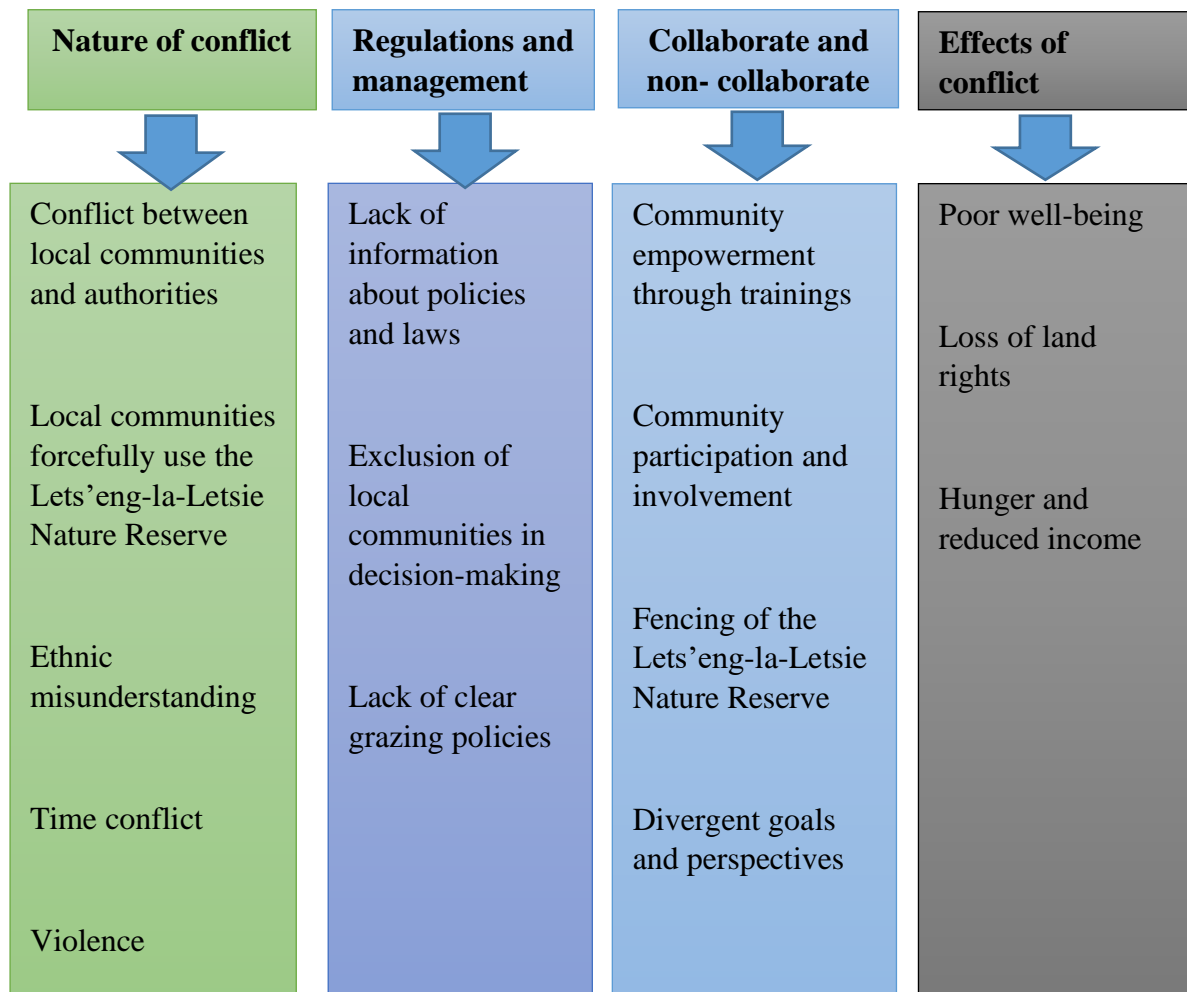 Nature of conflict
Conflict between
local communities
and authorities
Local communities
forcefully use the
Lets’eng-la-Letsie
Nature Reserve
Ethnic
misunderstanding
Time conflict
Violence
Regulations and
management
Lack of
information
about policies
and laws
Exclusion of
local
communities in
decision-making
Lack of clear
grazing policies
Collaborate and
non- collaborate
Community
empowerment
through trainings
Community
participation and
involvement
Fencing of the
Lets’eng-la-Letsie
Nature Reserve
Divergent goals
and perspectives
Effects of
conflict
Poor well-being
Loss of land
rights
Hunger and
reduced income